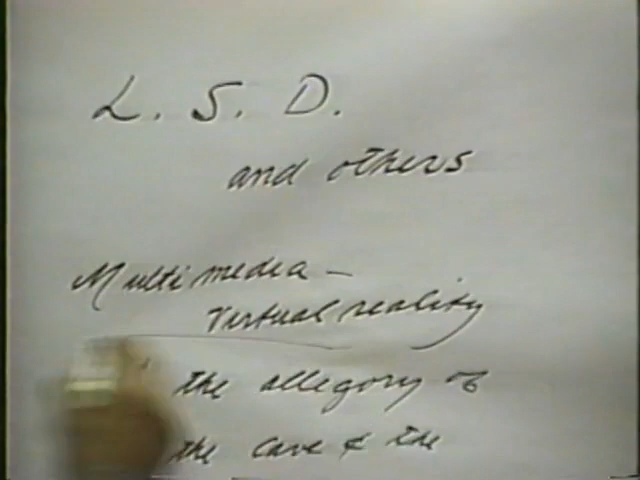 L. S. D.
and others
Multimedia -
Virtual reality
the allegory of
the cave & the